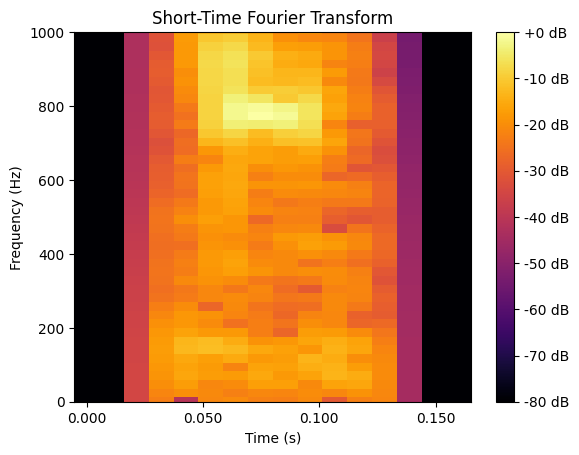 Short-Time Fourier Transform
1000
800
600
400
200
0
Frequency (Hz)
0.000
0.050
0.100
0.150
Time (s)
+0 dB
-10 dB
-20 dB
-30 dB
-40 dB
-50 dB
-60 dB
-70 dB
-80 dB